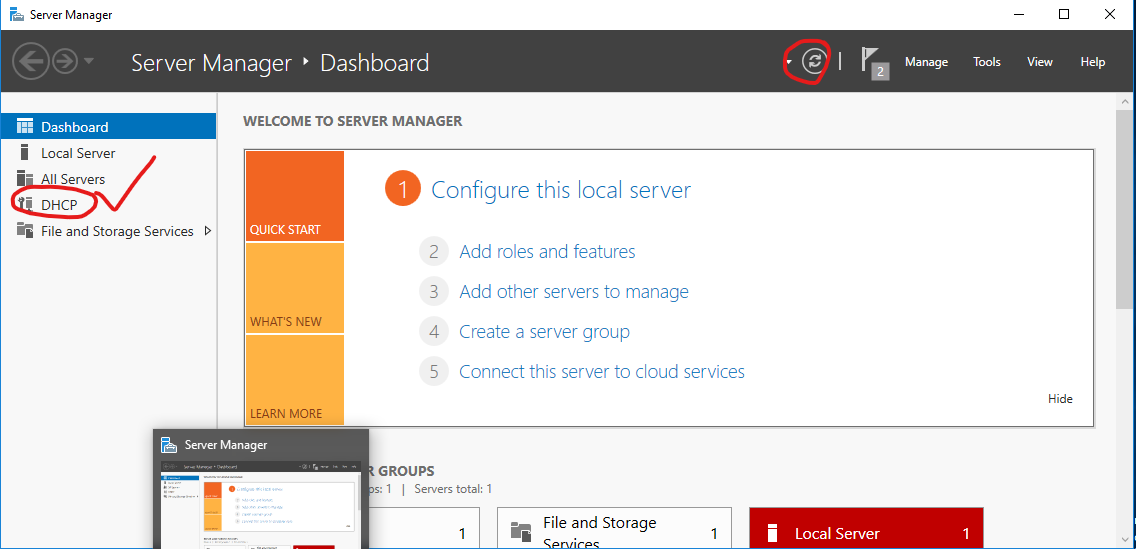 Server Manager
Server Manager ‣ Dashboard
2
Manage
Tools
View
Help
Dashboard
Local Server
All Servers
DHCP
File and Storage Services
WELCOME TO SERVER MANAGER
QUICK START
WHAT'S NEW
LEARN MORE
1 Configure this local server
2 Add roles and features
3 Add other servers to manage
4 Create a server group
5 Connect this server to cloud services
Hide
Server Manager
GROUPS
1 | Servers total: 1
1
File and Storage
Services
1
Local Server
1